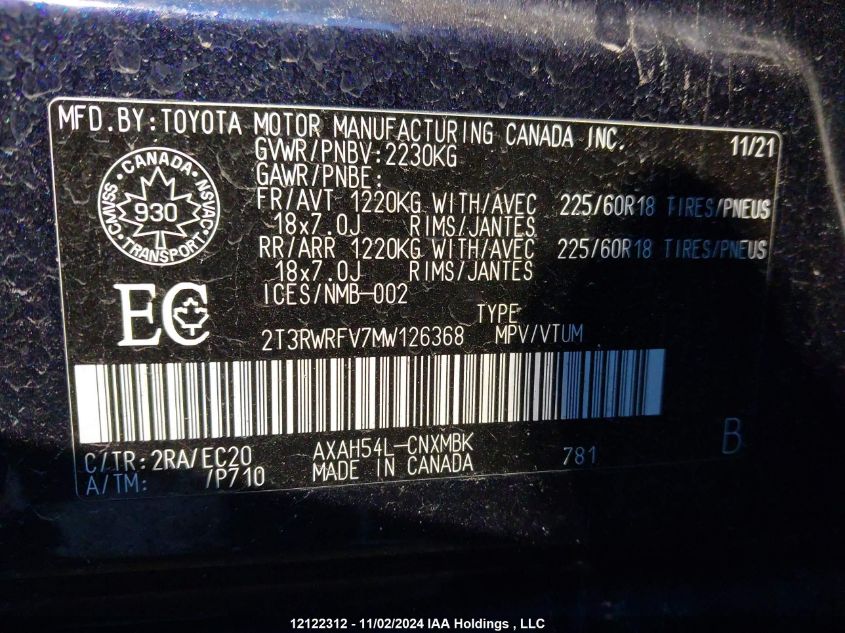 MFD.BY:TOYOTA MOTOR MANUFACTURING CANADA INC. 11/21
GVWR/PNBV:2230KG
GAWR/PNBE:
FR/AVT 1220KG WITH/AVEC 225/60R18 TIRES/PNEUS
18x7.0J RIMS/JANTES
RR/ARR 1220KG WITH/AVEC 225/60R18 TIRES/PNEUS
18x7.0J RIMS/JANTES
ICES/NMB-002
CANADA
CMVSS NSVAC
930
TRANSPORT
EC
TYPE
2T3RWRFV7MW126368 MPV/VTUM
C/TR:2RA/EC20 AXAH54L-CNXMBK
A/TM: /P710 MADE IN CANADA 781 B
12122312 - 11/02/2024 IAA Holdings , LLC